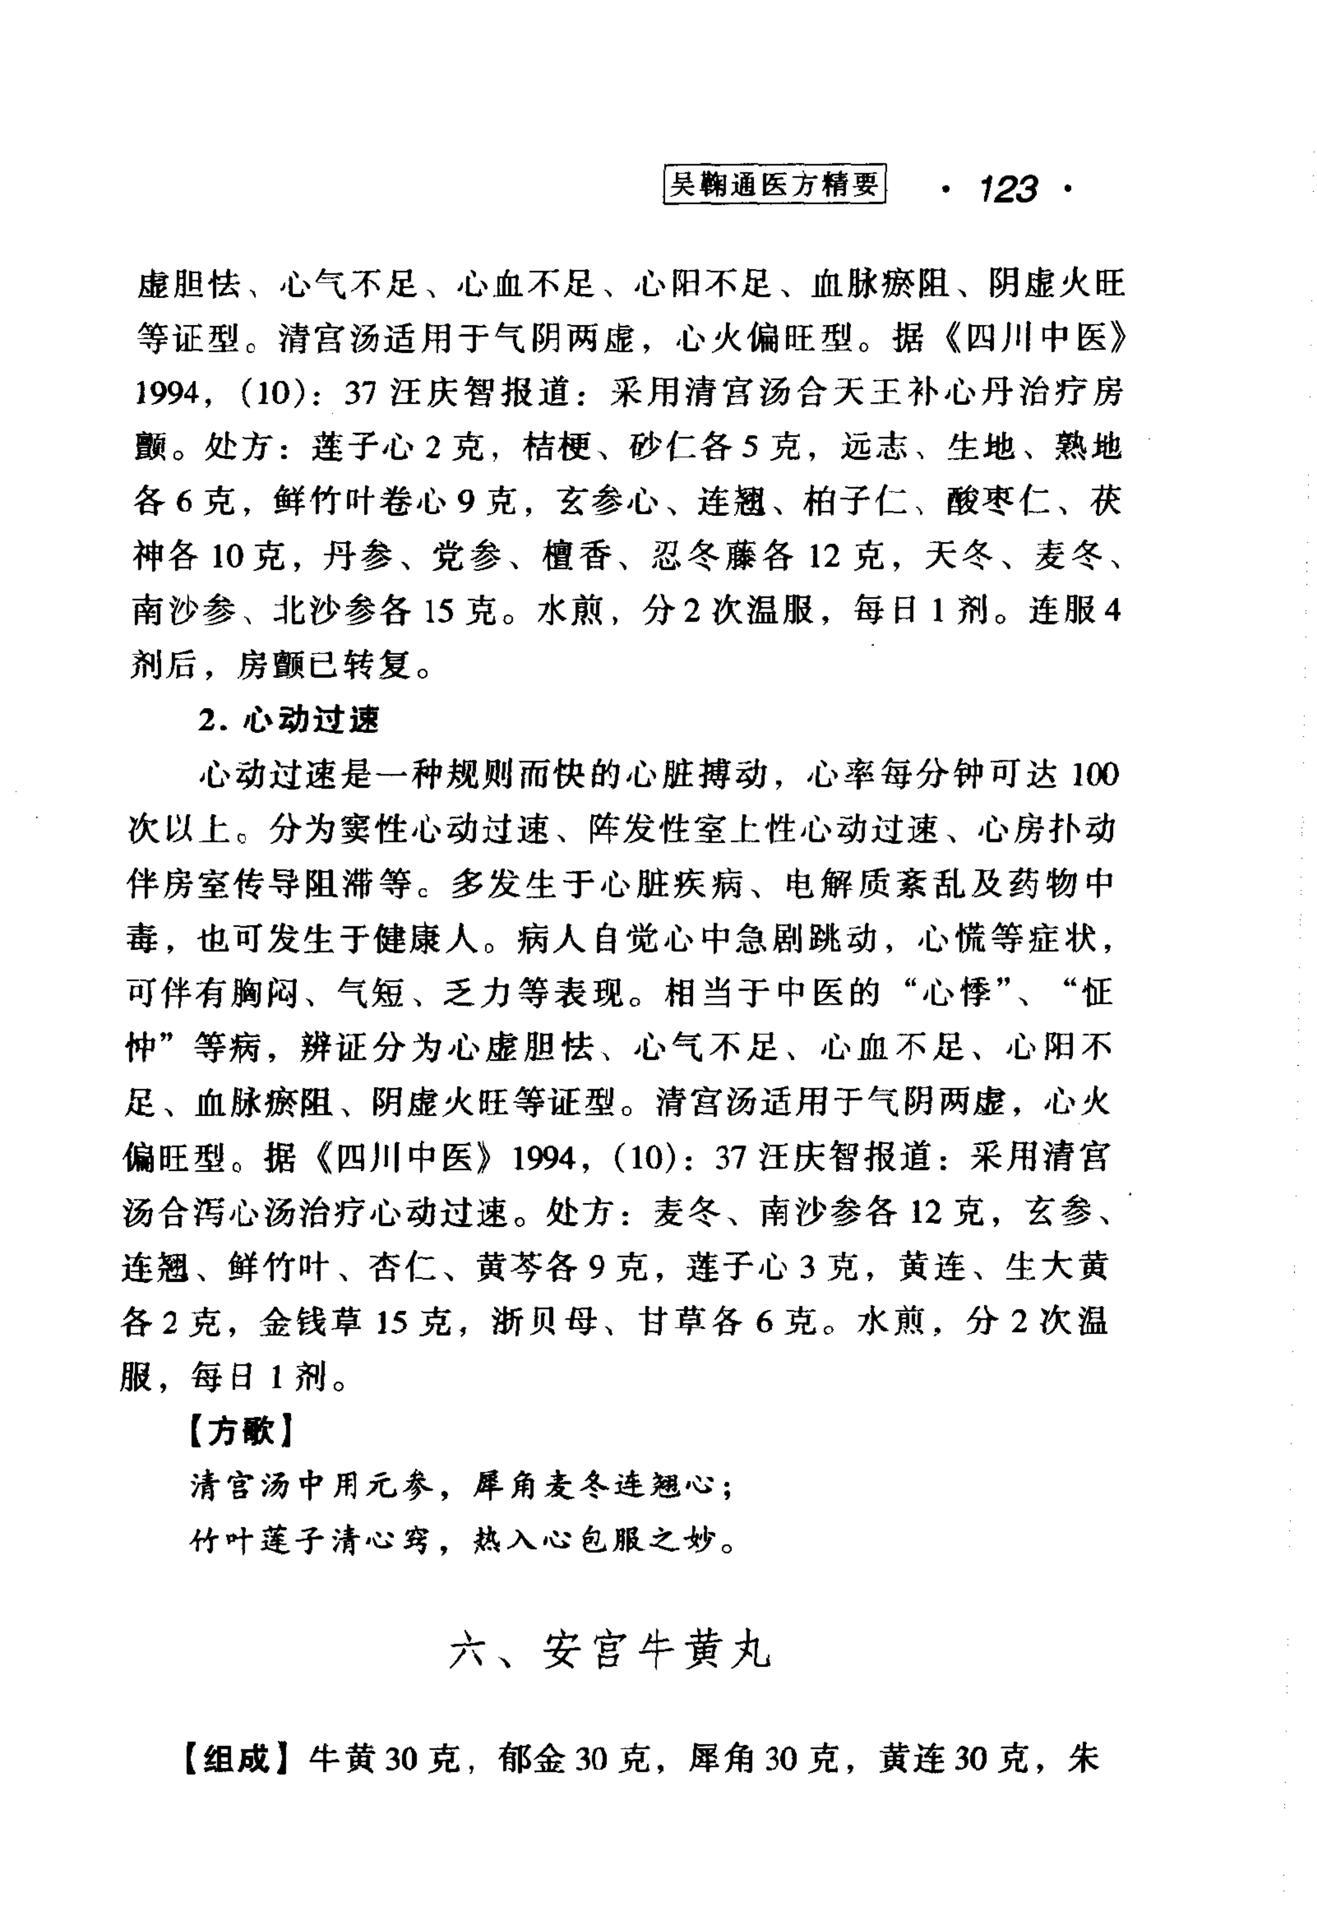 吴鞠通医方精要 · 123 ·
虚胆怯、心气不足、心血不足、心阳不足、血脉瘀阻、阴虚火旺
等证型。清宫汤适用于气阴两虚，心火偏旺型。据《四川中医》
1994，(10)：37 汪庆智报道：采用清宫汤合天王补心丹治疗房
颤。处方：莲子心 2 克，桔梗、砂仁各 5 克，远志、生地、熟地
各 6 克，鲜竹叶卷心 9 克，玄参心、连翘、柏子仁、酸枣仁、茯
神各 10 克，丹参、党参、檀香、忍冬藤各 12 克，天冬、麦冬、
南沙参、北沙参各 15 克。水煎，分 2 次温服，每日 1 剂。连服 4
剂后，房颤已转复。
2. 心动过速
心动过速是一种规则而快的心脏搏动，心率每分钟可达 100
次以上。分为窦性心动过速、阵发性室上性心动过速、心房扑动
伴房室传导阻滞等。多发生于心脏疾病、电解质紊乱及药物中
毒，也可发生于健康人。病人自觉心中急剧跳动，心慌等症状，
可伴有胸闷、气短、乏力等表现。相当于中医的“心悸”、“怔
忡”等病，辨证分为心虚胆怯、心气不足、心血不足、心阳不
足、血脉瘀阻、阴虚火旺等证型。清宫汤适用于气阴两虚，心火
偏旺型。据《四川中医》1994，(10)：37 汪庆智报道：采用清宫
汤合泻心汤治疗心动过速。处方：麦冬、南沙参各 12 克，玄参、
连翘、鲜竹叶、杏仁、黄芩各 9 克，莲子心 3 克，黄连、生大黄
各 2 克，金钱草 15 克，浙贝母、甘草各 6 克。水煎，分 2 次温
服，每日 1 剂。
【方歌】
清宫汤中用元参，犀角麦冬连翘心；
竹叶莲子清心窍，热入心包服之妙。
六、安宫牛黄丸
【组成】牛黄 30 克，郁金 30 克，犀角 30 克，黄连 30 克，朱